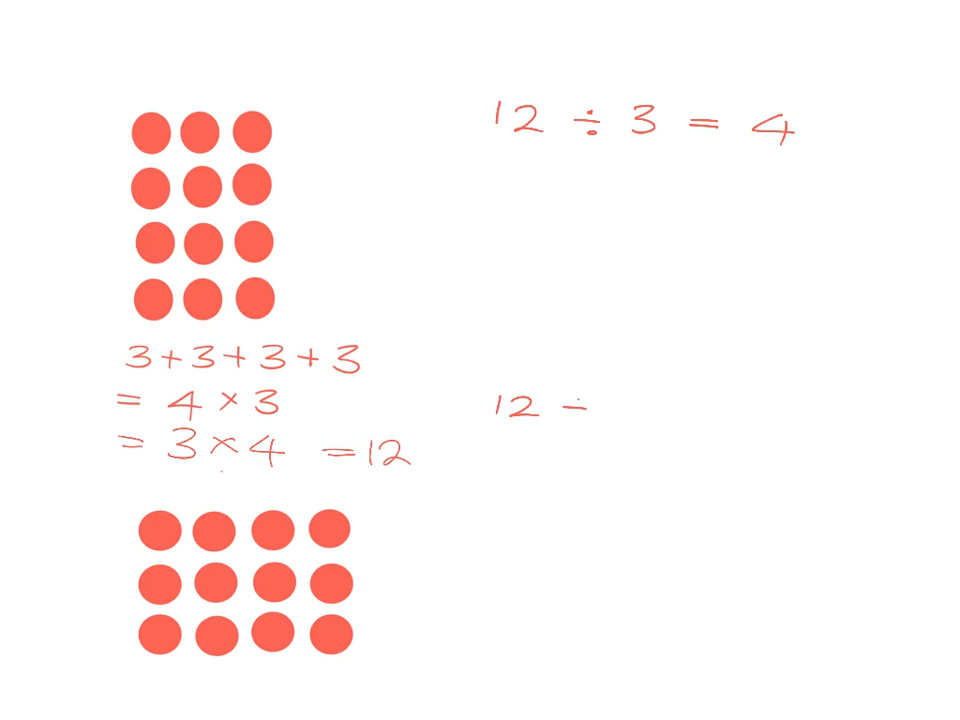 12 ÷ 3 = 4
3 + 3 + 3 + 3
= 4 × 3
= 3 × 4 = 12
12 ÷